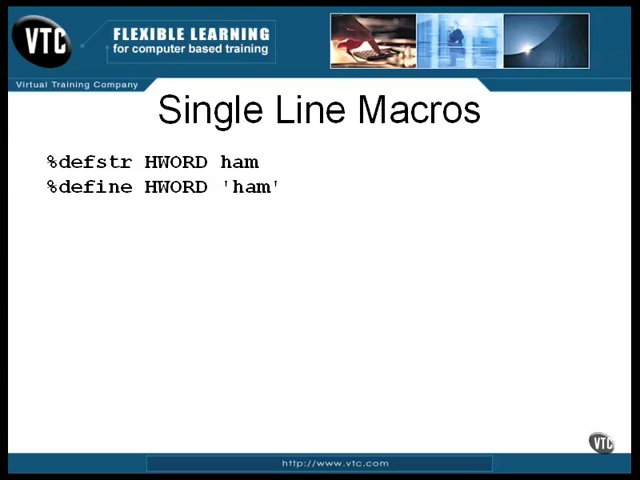 VTC
FLEXIBLE LEARNING
for computer based training
Virtual Training Company
Single Line Macros
%defstr HWORD ham
%define HWORD 'ham'
VTC
http://www.vtc.com